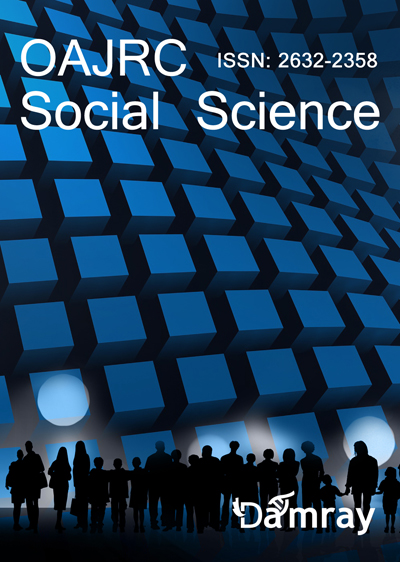 OAJRC ISSN: 2632-2358
Social Science
Damray